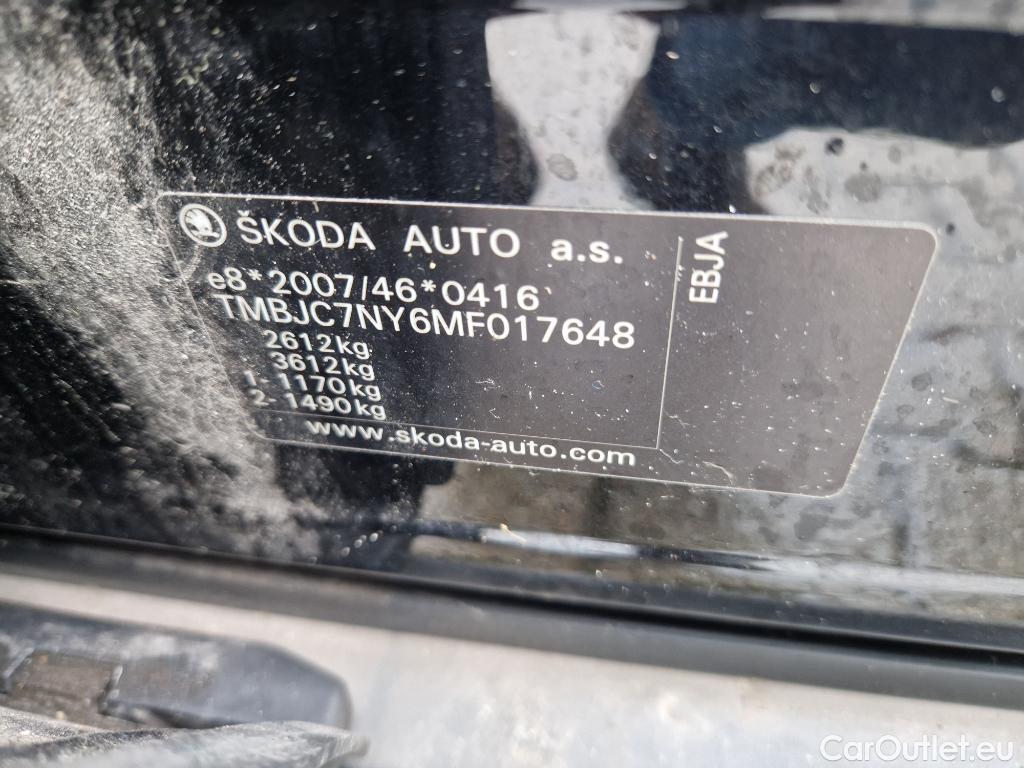 ŠKODA AUTO a.s.
e8*2007/46*0416
TMBJC7NY6MF017648
2612kg
3612kg
1- 1170kg
2- 1490kg
www.skoda-auto.com
EBJA
CarOutlet.eu